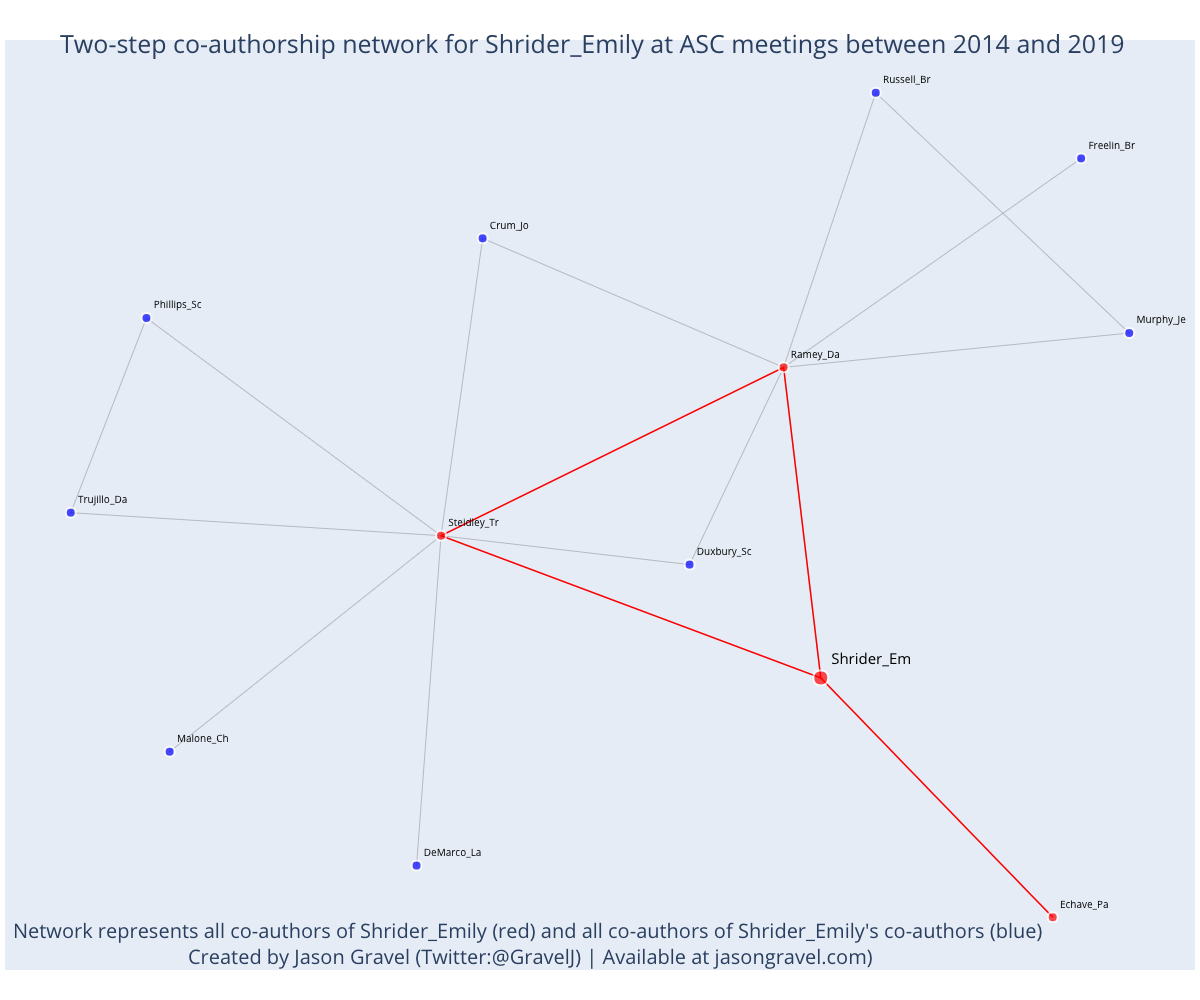 Two-step co-authorship network for Shrider_Emily at ASC meetings between 2014 and 2019
Russell_Br
Freelin_Br
Crum_Jo
Phillips_Sc
Murphy_Je
Ramey_Da
Trujillo_Da
Steidley_Tr
Duxbury_Sc
Shrider_Em
Malone_Ch
DeMarco_La
Echave_Pa
Network represents all co-authors of Shrider_Emily (red) and all co-authors of Shrider_Emily's co-authors (blue)
Created by Jason Gravel (Twitter:@GravelJ) | Available at jasongravel.com)